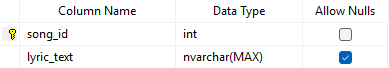 Column Name Data Type Allow Nulls
song_id int
lyric_text nvarchar(MAX)